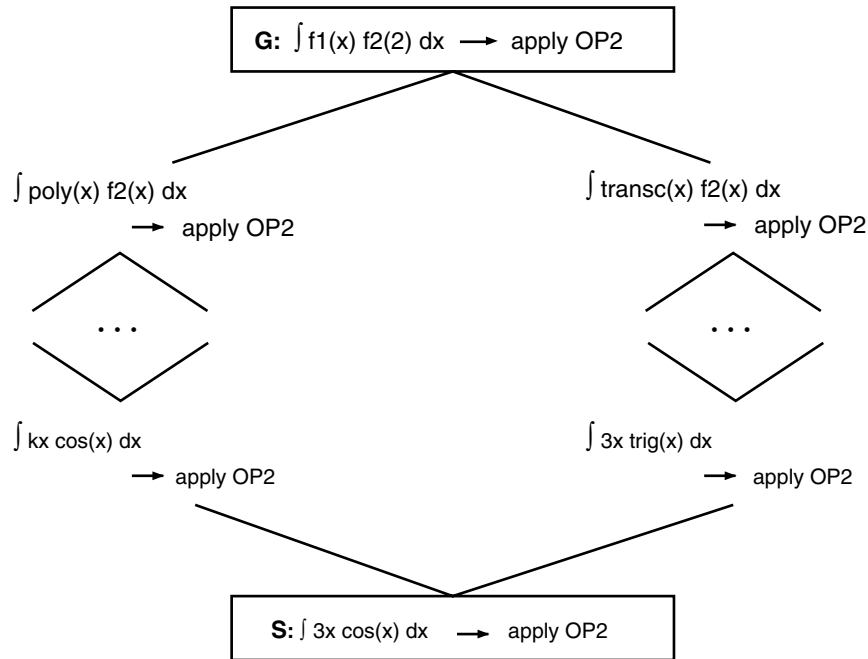 G: ∫ f1(x) f2(2) dx → apply OP2
∫ poly(x) f2(x) dx
→ apply OP2
∫ transc(x) f2(x) dx
→ apply OP2
. . .
. . .
∫ kx cos(x) dx
→ apply OP2
∫ 3x trig(x) dx
→ apply OP2
S: ∫ 3x cos(x) dx → apply OP2